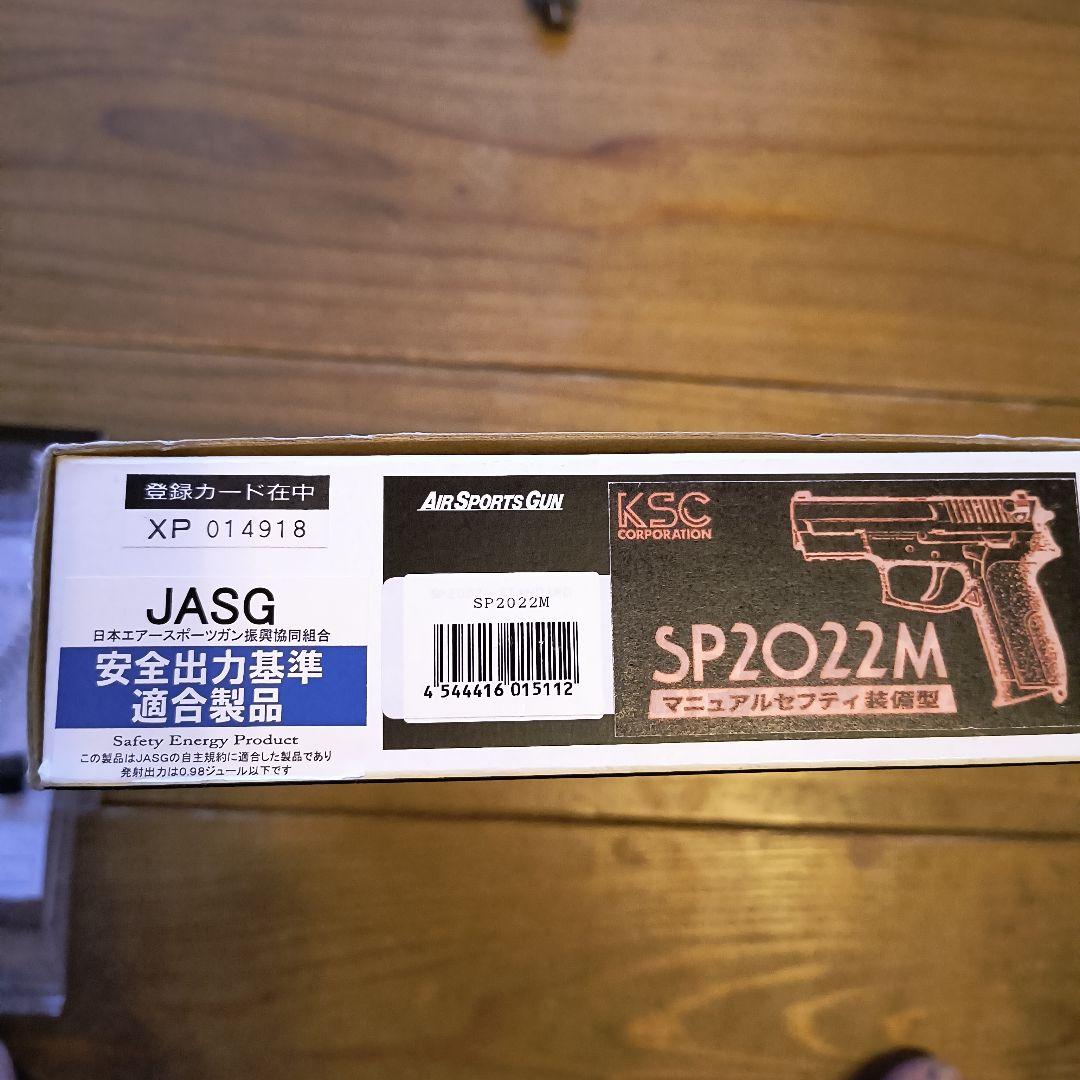 登録カード在中
XP 014918
JASG
日本エアースポーツガン振興協同組合
安全出力基準
適合製品
Safety Energy Product
この製品はJASGの自主規約に適合した製品であり
発射出力は0.98ジュール以下です
AIR SPORTS GUN
SP2022M
4 544416 015112
KSC
CORPORATION
SP2022M
マニュアルセフティ装備型